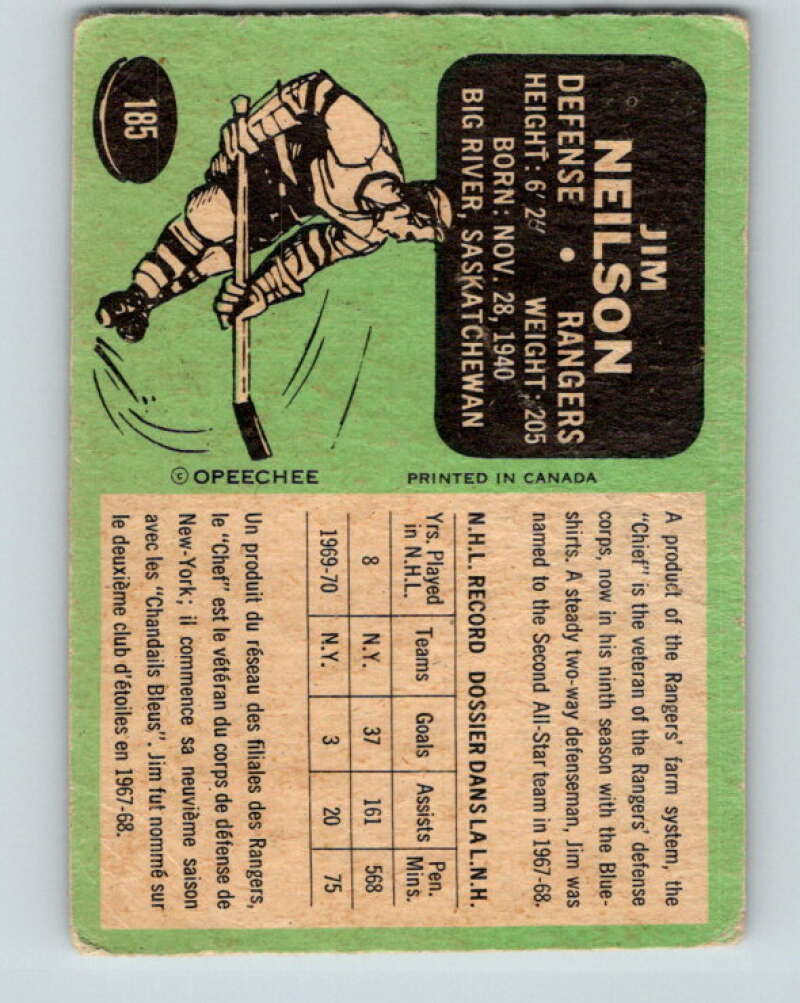 185
JIM
NEILSON
DEFENSE • RANGERS
HEIGHT: 6' 2" WEIGHT: 205
BORN: NOV. 28, 1940
BIG RIVER, SASKATCHEWAN
© OPEECHEE PRINTED IN CANADA
A product of the Rangers' farm system, the
"Chief" is the veteran of the Rangers' defense
corps, now in his ninth season with the Blue-
shirts. A steady two-way defenseman, Jim was
named to the Second All-Star team in 1967-68.
N.H.L. RECORD DOSSIER DANS LA L.N.H.
Yrs. Played in N.H.L. Teams Goals Assists Pen. Mins.
8 N.Y. 37 161 568
1969-70 N.Y. 3 20 75
Un produit du réseau des filiales des Rangers,
le "Chef" est le vétéran du corps de défense de
New-York; il commence sa neuvième saison
avec les "Chandails Bleus". Jim fut nommé sur
le deuxième club d'étoiles en 1967-68.